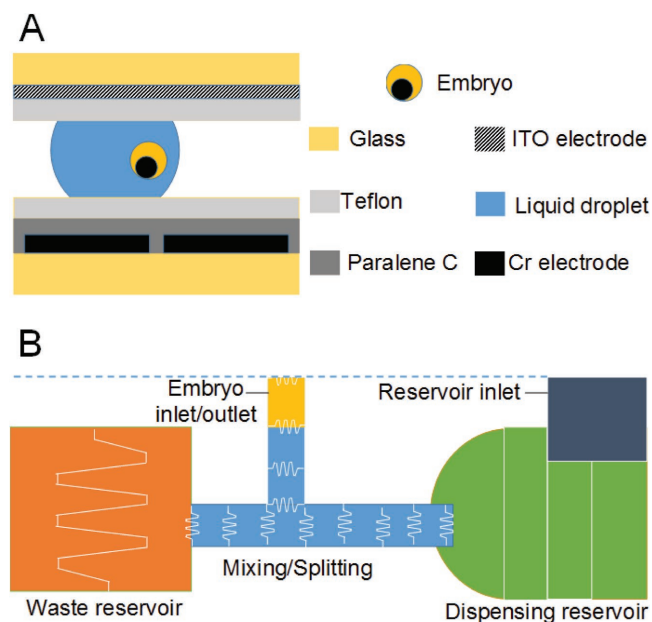 A
Embryo
Glass
ITO electrode
Teflon
Liquid droplet
Paralene C
Cr electrode
B
Embryo
inlet/outlet
Reservoir inlet
Mixing/Splitting
Waste reservoir
Dispensing reservoir